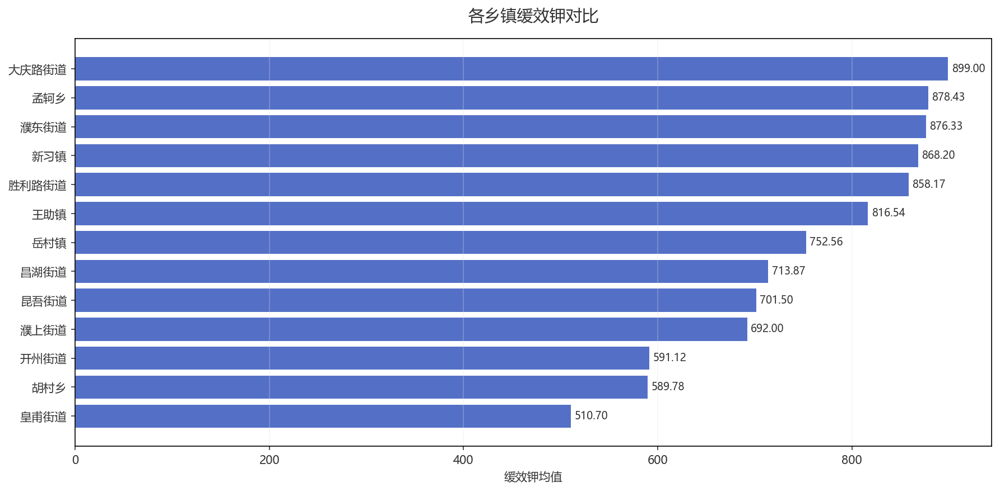 各乡镇缓效钾对比
大庆路街道 899.00
孟轲乡 878.43
濮东街道 876.33
新习镇 868.20
胜利路街道 858.17
王助镇 816.54
岳村镇 752.56
昌湖街道 713.87
昆吾街道 701.50
濮上街道 692.00
开州街道 591.12
胡村乡 589.78
皇甫街道 510.70
0 200 400 600 800
缓效钾均值